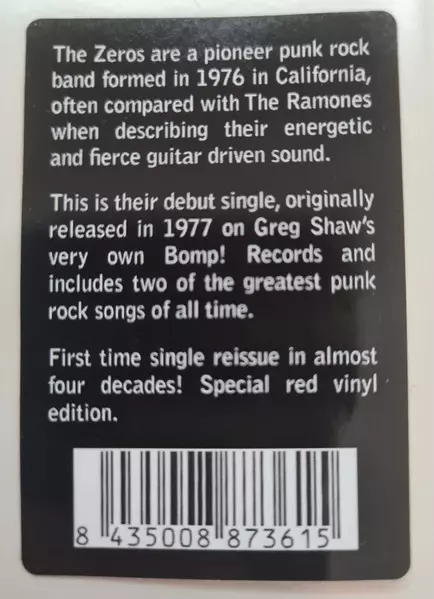 The Zeros are a pioneer punk rock
band formed in 1976 in California,
often compared with The Ramones
when describing their energetic
and fierce guitar driven sound.
This is their debut single, originally
released in 1977 on Greg Shaw's
very own Bomp! Records and
includes two of the greatest punk
rock songs of all time.
First time single reissue in almost
four decades! Special red vinyl
edition.
8 435008 873615